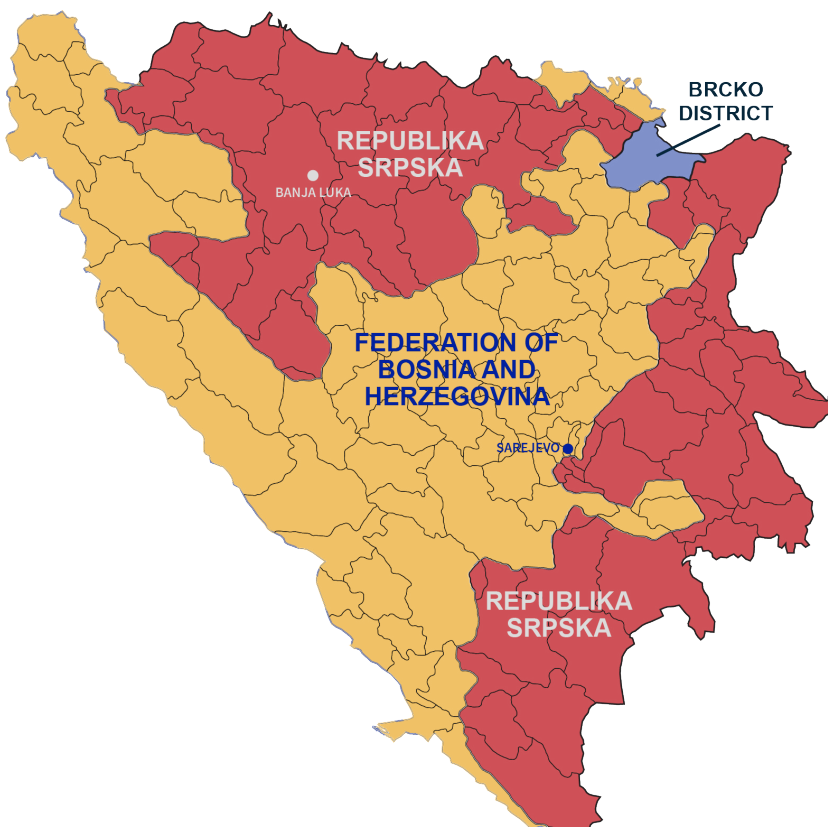 BRCKO
DISTRICT
REPUBLIKA
SRPSKA
BANJA LUKA
FEDERATION OF
BOSNIA AND
HERZEGOVINA
SAREJEVO
REPUBLIKA
SRPSKA